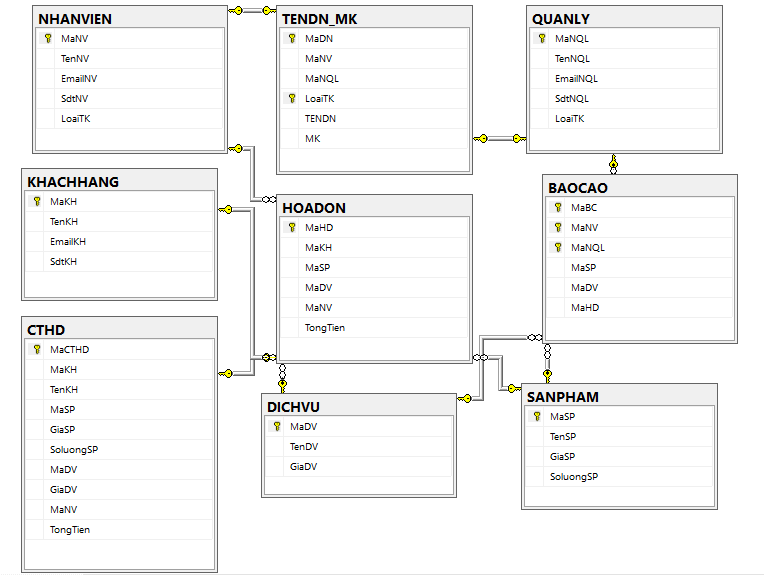 NHANVIEN
MaNV
TenNV
EmailNV
SdtNV
LoaiTK
TENDN_MK
MaDN
MaNV
MaNQL
LoaiTK
TENDN
MK
QUANLY
MaNQL
TenNQL
EmailNQL
SdtNQL
LoaiTK
KHACHHANG
MaKH
TenKH
EmailKH
SdtKH
HOADON
MaHD
MaKH
MaSP
MaDV
MaNV
TongTien
BAOCAO
MaBC
MaNV
MaNQL
MaSP
MaDV
MaHD
CTHD
MaCTHD
MaKH
TenKH
MaSP
GiaSP
SoluongSP
MaDV
GiaDV
MaNV
TongTien
DICHVU
MaDV
TenDV
GiaDV
SANPHAM
MaSP
TenSP
GiaSP
SoluongSP